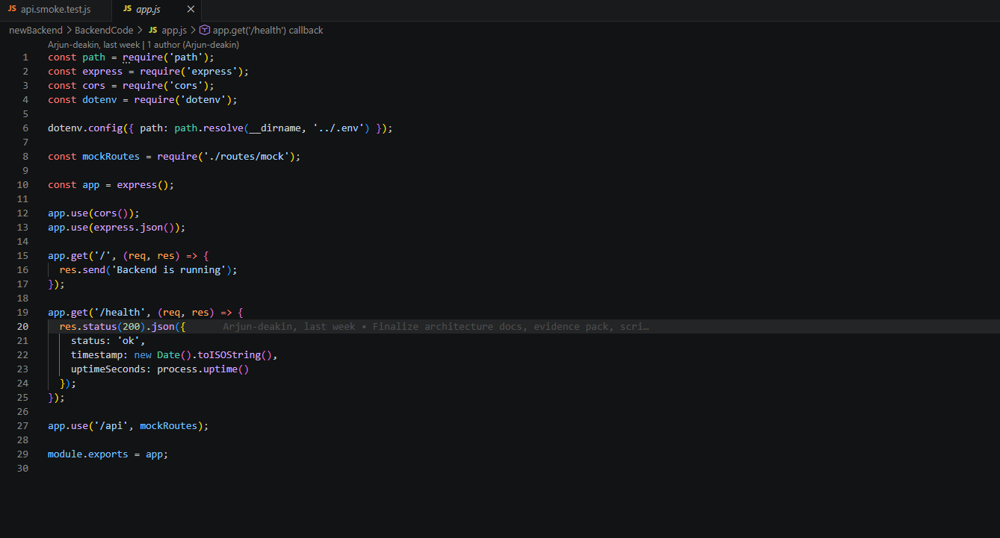 JS api.smoke.test.js JS app.js ×
newBackend > BackendCode > JS app.js > app.get('/health') callback
Arjun-deakin, last week | 1 author (Arjun-deakin)
1 const path = require('path');
2 const express = require('express');
3 const cors = require('cors');
4 const dotenv = require('dotenv');
5
6 dotenv.config({ path: path.resolve(__dirname, '../.env') });
7
8 const mockRoutes = require('./routes/mock');
9
10 const app = express();
11
12 app.use(cors());
13 app.use(express.json());
14
15 app.get('/', (req, res) => {
16 res.send('Backend is running');
17 });
18
19 app.get('/health', (req, res) => {
20 res.status(200).json({ Arjun-deakin, last week • Finalize architecture docs, evidence pack, scri…
21 status: 'ok',
22 timestamp: new Date().toISOString(),
23 uptimeSeconds: process.uptime()
24 });
25 });
26
27 app.use('/api', mockRoutes);
28
29 module.exports = app;
30